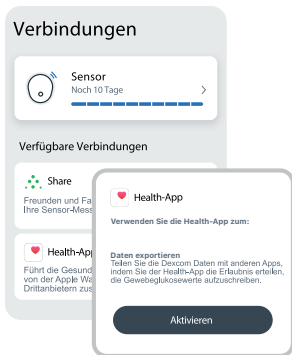 Verbindungen
Sensor
Noch 10 Tage
Verfügbare Verbindungen
Share
Freunden und Fa
Ihre Sensor-Mess
Health-App
Führt die Gesund
von der Apple Wa
Drittanbietern zus
Health-App
Verwenden Sie die Health-App zum:
Daten exportieren
Teilen Sie die Dexcom Daten mit anderen Apps,
indem Sie der Health-App die Erlaubnis erteilen,
die Gewebeglukosewerte aufzuschreiben.
Aktivieren